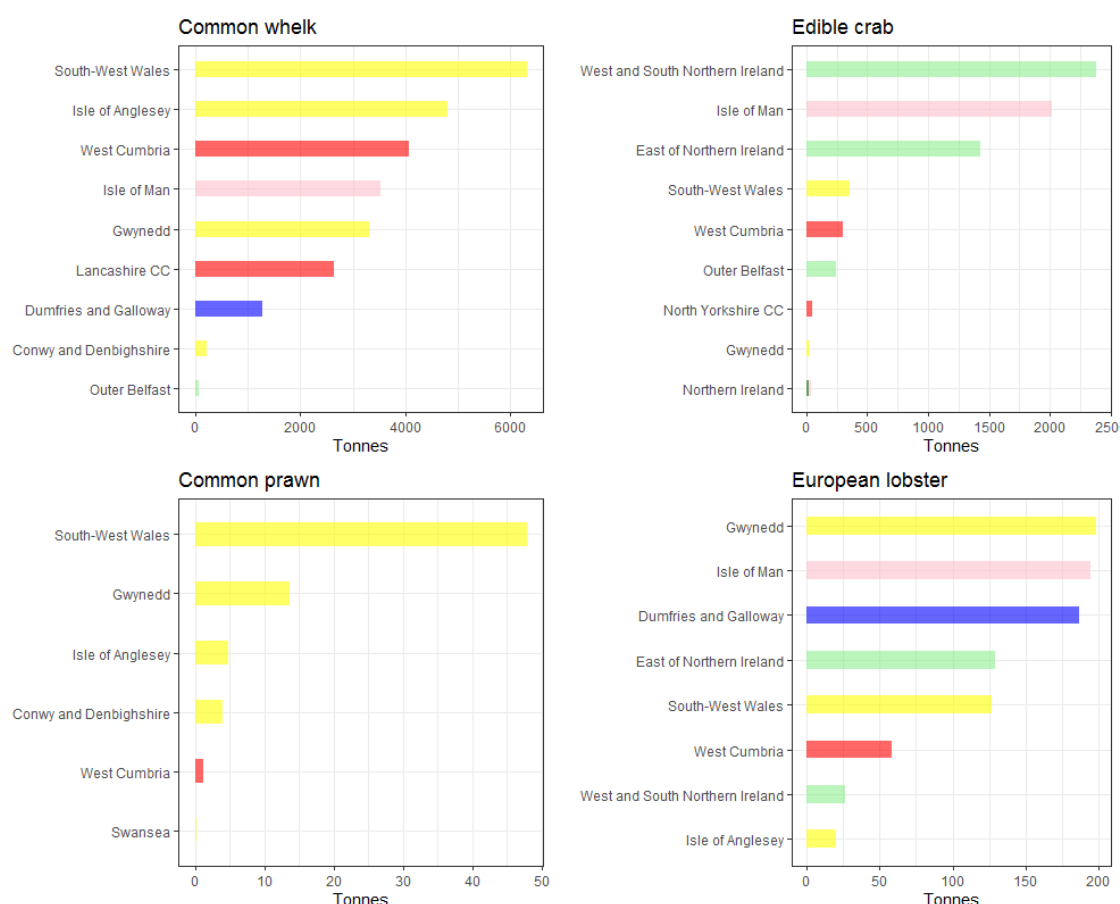 Common whelk
South-West Wales
Isle of Anglesey
West Cumbria
Isle of Man
Gwynedd
Lancashire CC
Dumfries and Galloway
Conwy and Denbighshire
Outer Belfast
0 2000 4000 6000
Tonnes
Edible crab
West and South Northern Ireland
Isle of Man
East of Northern Ireland
South-West Wales
West Cumbria
Outer Belfast
North Yorkshire CC
Gwynedd
Northern Ireland
0 500 1000 1500 2000 250
Tonnes
Common prawn
South-West Wales
Gwynedd
Isle of Anglesey
Conwy and Denbighshire
West Cumbria
Swansea
0 10 20 30 40 50
Tonnes
European lobster
Gwynedd
Isle of Man
Dumfries and Galloway
East of Northern Ireland
South-West Wales
West Cumbria
West and South Northern Ireland
Isle of Anglesey
0 50 100 150 200
Tonnes